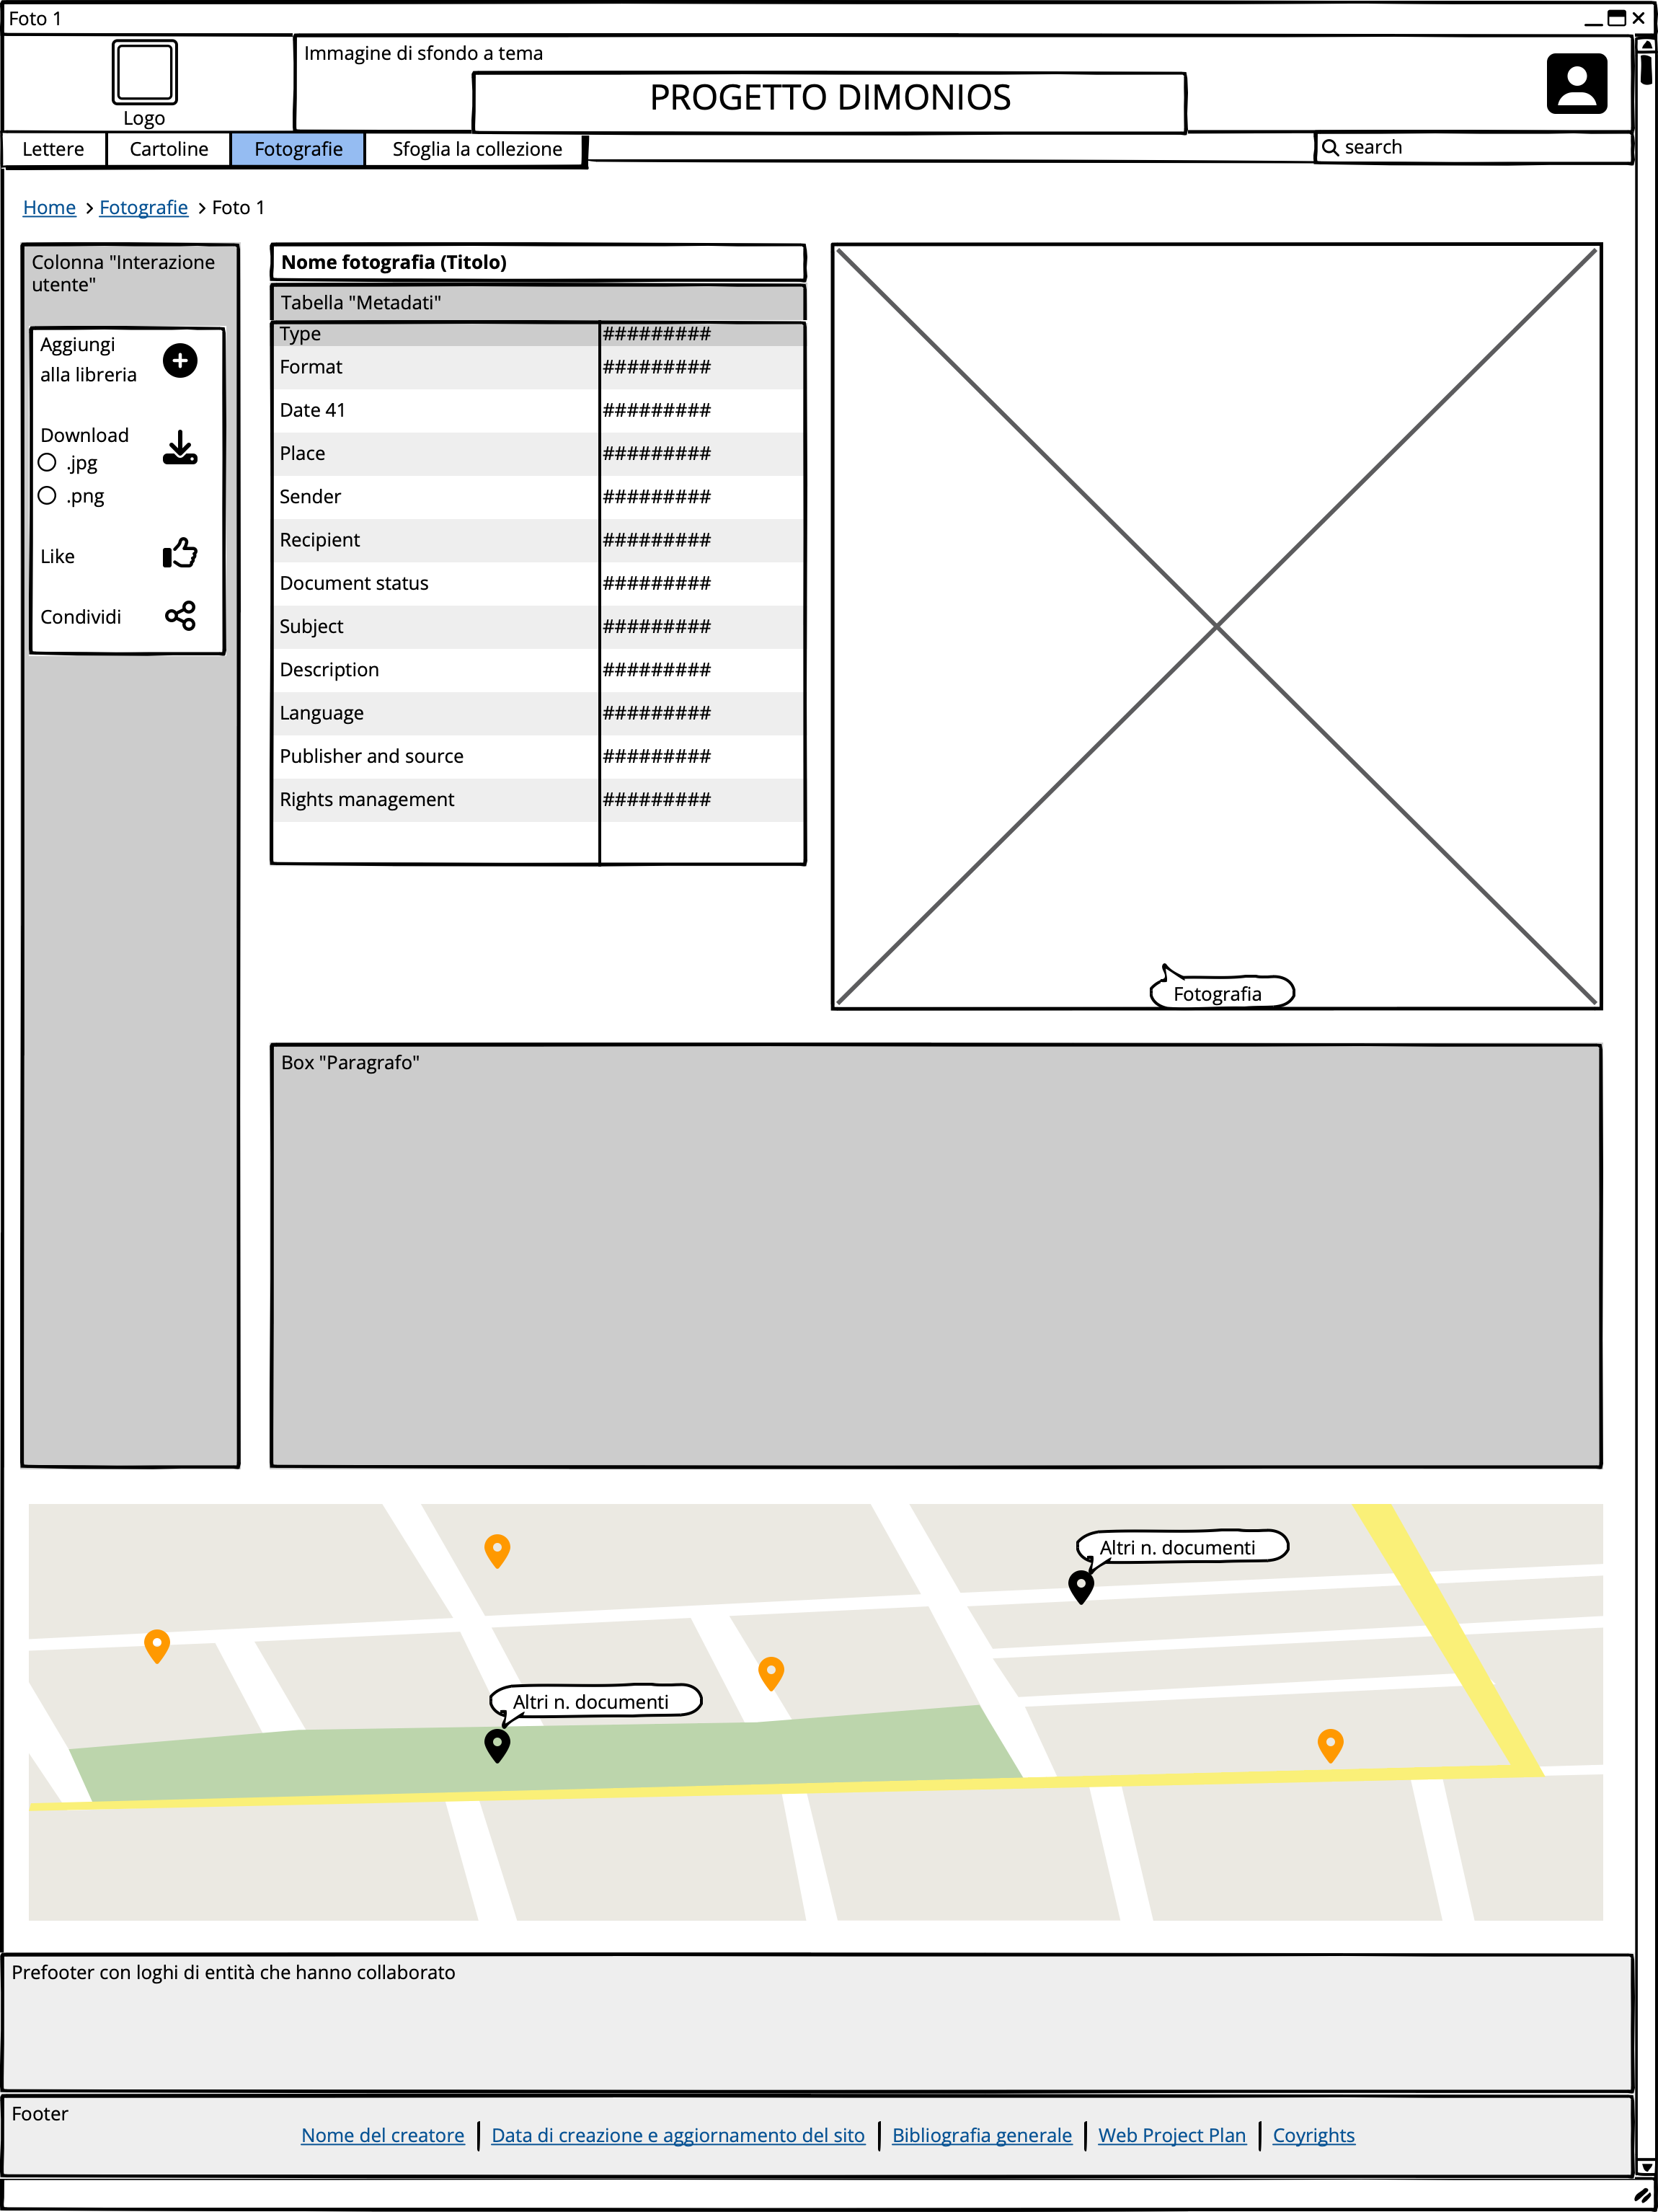 Foto 1
Immagine di sfondo a tema
PROGETTO DIMONIOS
Logo
Lettere
Cartoline
Fotografie
Sfoglia la collezione
search
Home
Fotografie
Foto 1
Colonna "Interazione
utente"
Aggiungi
alla libreria
Download
.jpg
.png
Like
Condividi
Nome fotografia (Titolo)
Tabella "Metadati"
Type #########
Format #########
Date 41 #########
Place #########
Sender #########
Recipient #########
Document status #########
Subject #########
Description #########
Language #########
Publisher and source #########
Rights management #########
Fotografia
Box "Paragrafo"
Altri n. documenti
Altri n. documenti
Prefooter con loghi di entità che hanno collaborato
Footer
Nome del creatore
Data di creazione e aggiornamento del sito
Bibliografia generale
Web Project Plan
Coyrights